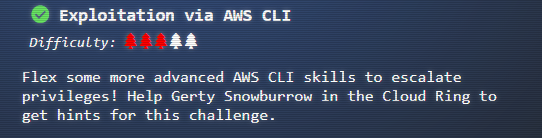 Exploitation via AWS CLI
Difficulty:
Flex some more advanced AWS CLI skills to escalate
privileges! Help Gerty Snowburrow in the Cloud Ring to
get hints for this challenge.